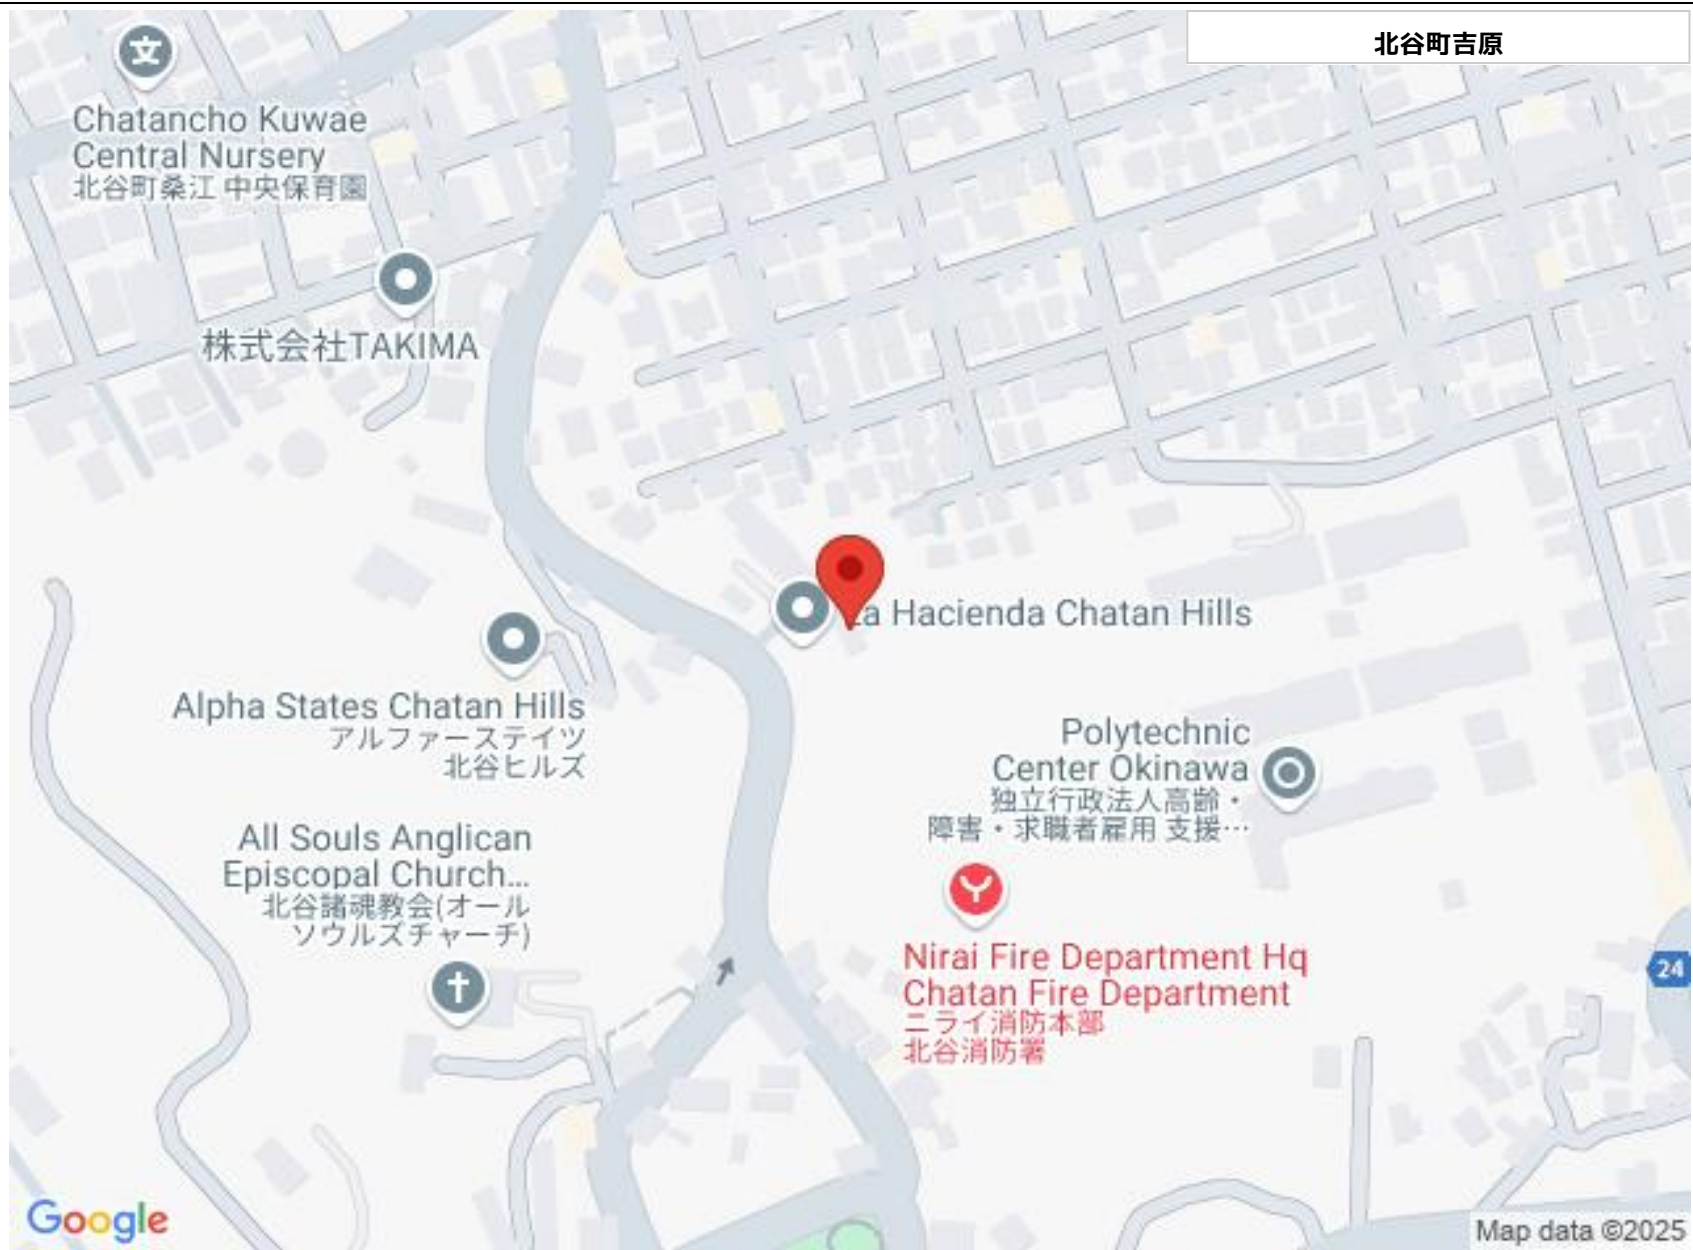 北谷町吉原
Chatancho Kuwae
Central Nursery
北谷町桑江 中央保育園
株式会社TAKIMA
La Hacienda Chatan Hills
Alpha States Chatan Hills
アルファーステイツ
北谷ヒルズ
Polytechnic
Center Okinawa
独立行政法人高齢・
障害・求職者雇用 支援…
All Souls Anglican
Episcopal Church...
北谷諸魂教会(オール
ソウルズチャーチ)
Nirai Fire Department Hq
Chatan Fire Department
ニライ消防本部
北谷消防署
24
Google
Map data ©2025